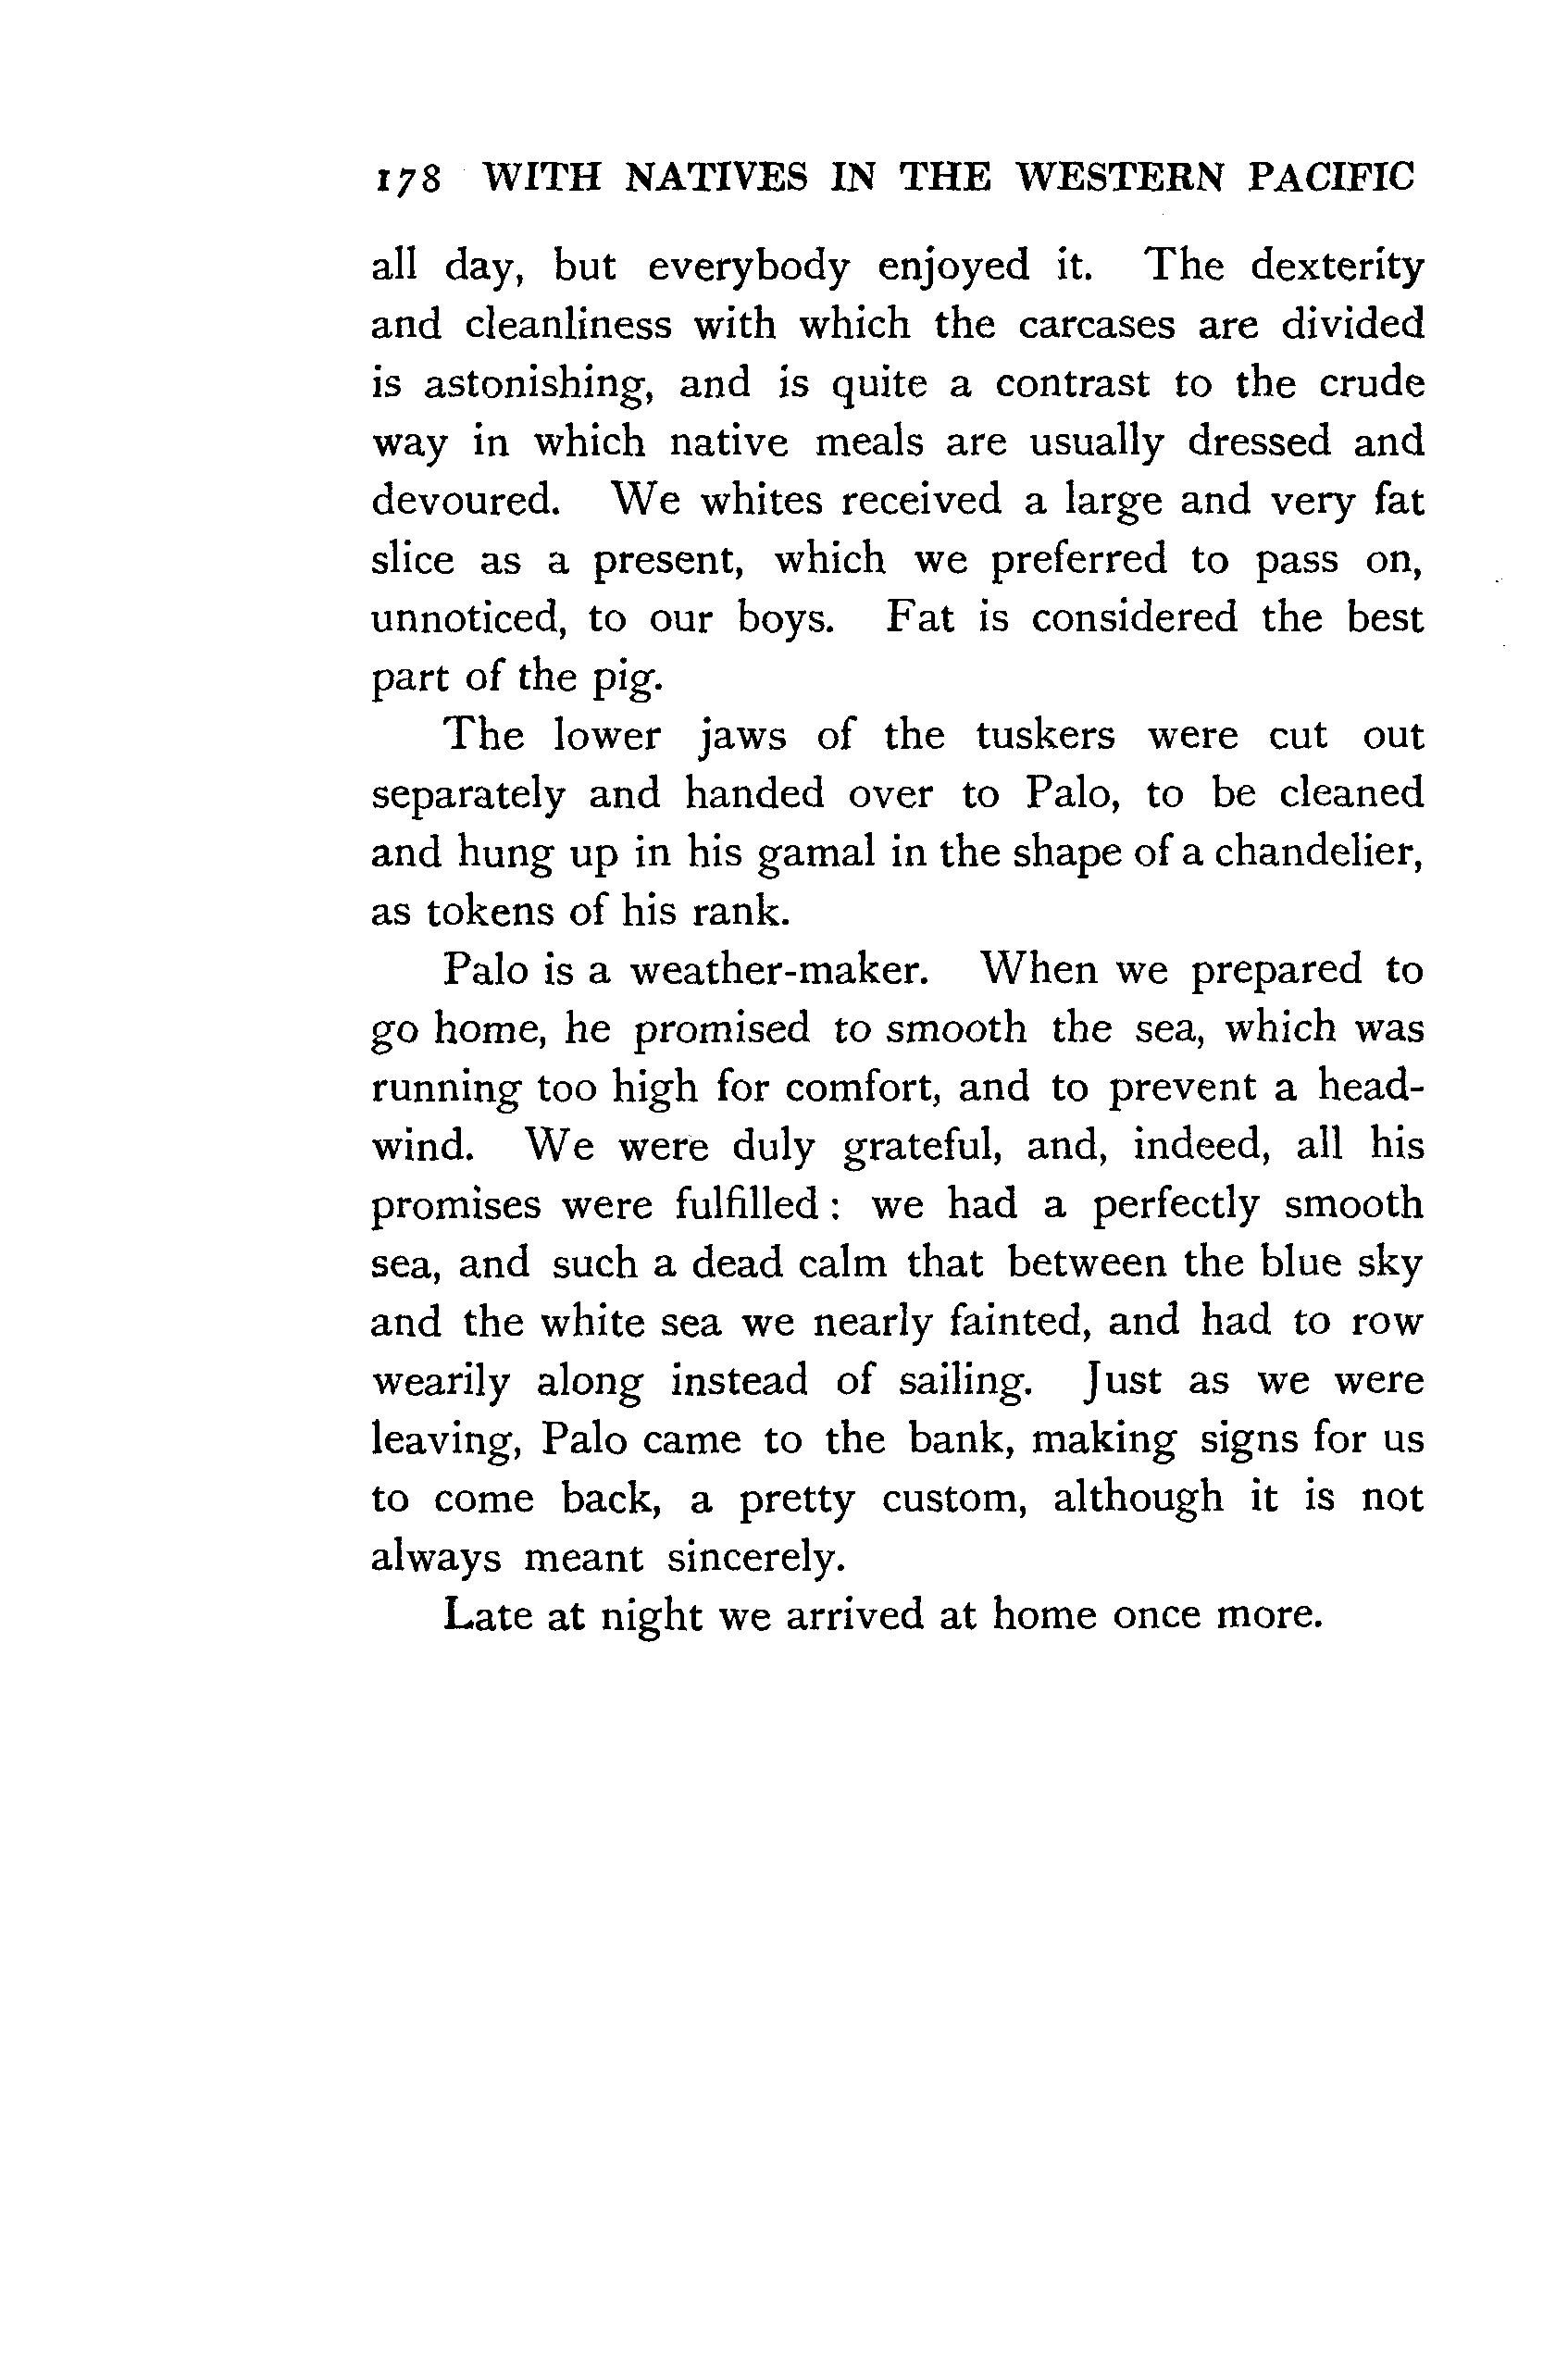 178 WITH NATIVES IN THE WESTERN PACIFIC
all day, but everybody enjoyed it. The dexterity
and cleanliness with which the carcases are divided
is astonishing, and is quite a contrast to the crude
way in which native meals are usually dressed and
devoured. We whites received a large and very fat
slice as a present, which we preferred to pass on,
unnoticed, to our boys. Fat is considered the best
part of the pig.
The lower jaws of the tuskers were cut out
separately and handed over to Palo, to be cleaned
and hung up in his gamal in the shape of a chandelier,
as tokens of his rank.
Palo is a weather-maker. When we prepared to
go home, he promised to smooth the sea, which was
running too high for comfort, and to prevent a head-
wind. We were duly grateful, and, indeed, all his
promises were fulfilled : we had a perfectly smooth
sea, and such a dead calm that between the blue sky
and the white sea we nearly fainted, and had to row
wearily along instead of sailing. Just as we were
leaving, Palo came to the bank, making signs for us
to come back, a pretty custom, although it is not
always meant sincerely.
Late at night we arrived at home once more.